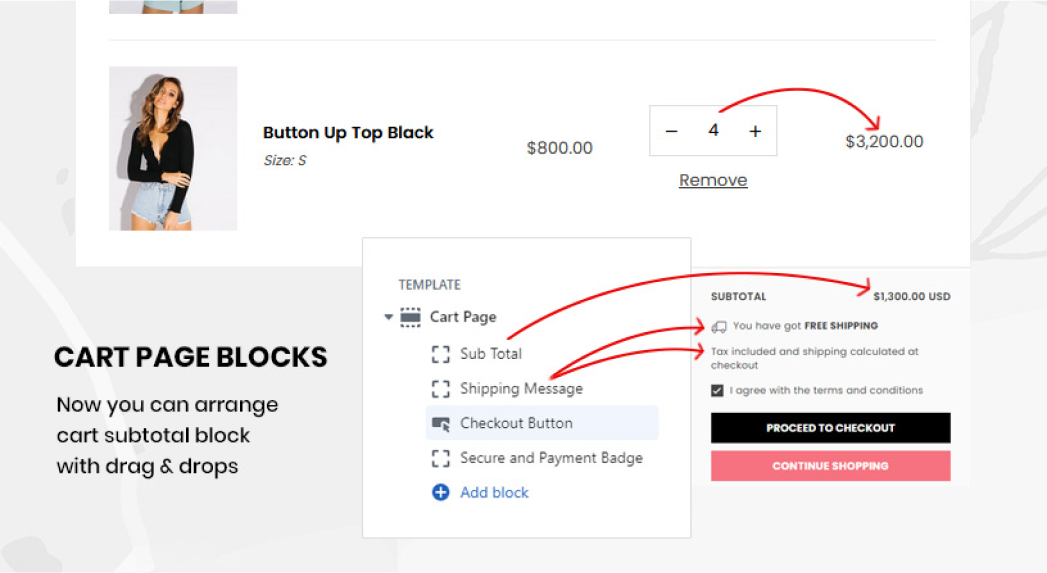 Button Up Top Black
Size: S
$800.00
− 4 +
Remove
$3,200.00
CART PAGE BLOCKS
Now you can arrange
cart subtotal block
with drag & drops
TEMPLATE
Cart Page
Sub Total
Shipping Message
Checkout Button
Secure and Payment Badge
Add block
SUBTOTAL $1,300.00 USD
You have got FREE SHIPPING
Tax included and shipping calculated at
checkout
I agree with the terms and conditions
PROCEED TO CHECKOUT
CONTINUE SHOPPING